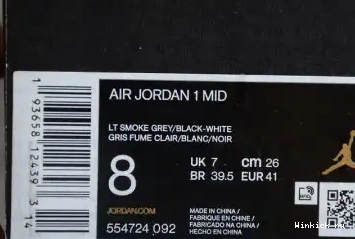 AIR JORDAN 1 MID
LT SMOKE GREY/BLACK-WHITE
GRIS FUME CLAIR/BLANC/NOIR
8
UK 7 cm 26
BR 39.5 EUR 41
JORDAN.COM
554724 092
MADE IN CHINA /
FABRIQUE EN CHINE /
FABRICADO NA CHINA /
HECHO EN CHINA
1 93658 12439 3 14